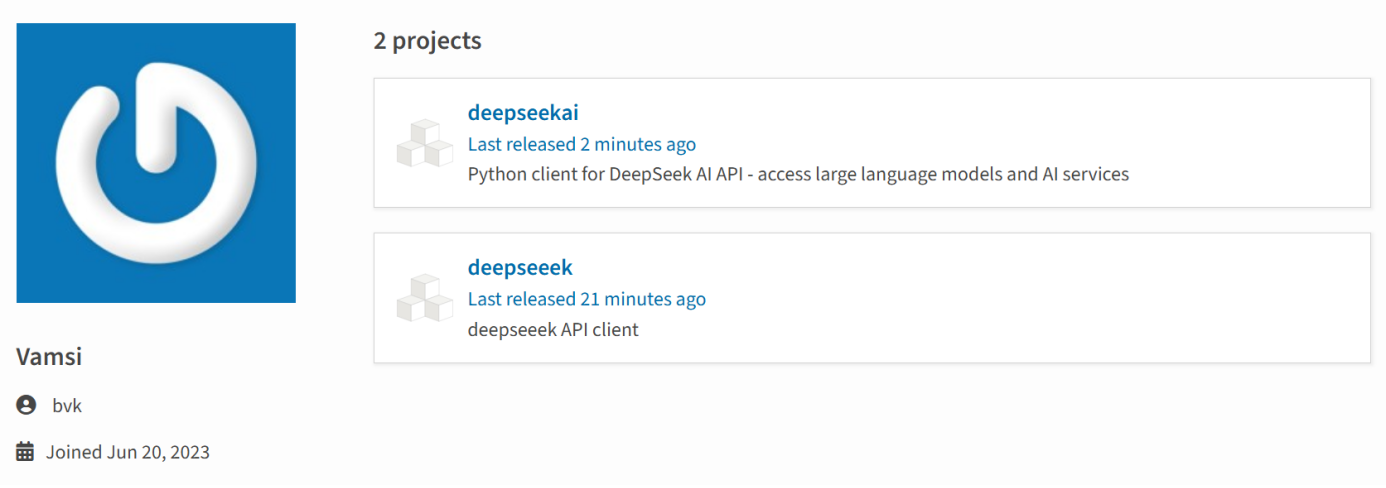 2 projects
deepseekai
Last released 2 minutes ago
Python client for DeepSeek AI API - access large language models and AI services
deepseeek
Last released 21 minutes ago
deepseeek API client
Vamsi
bvk
Joined Jun 20, 2023